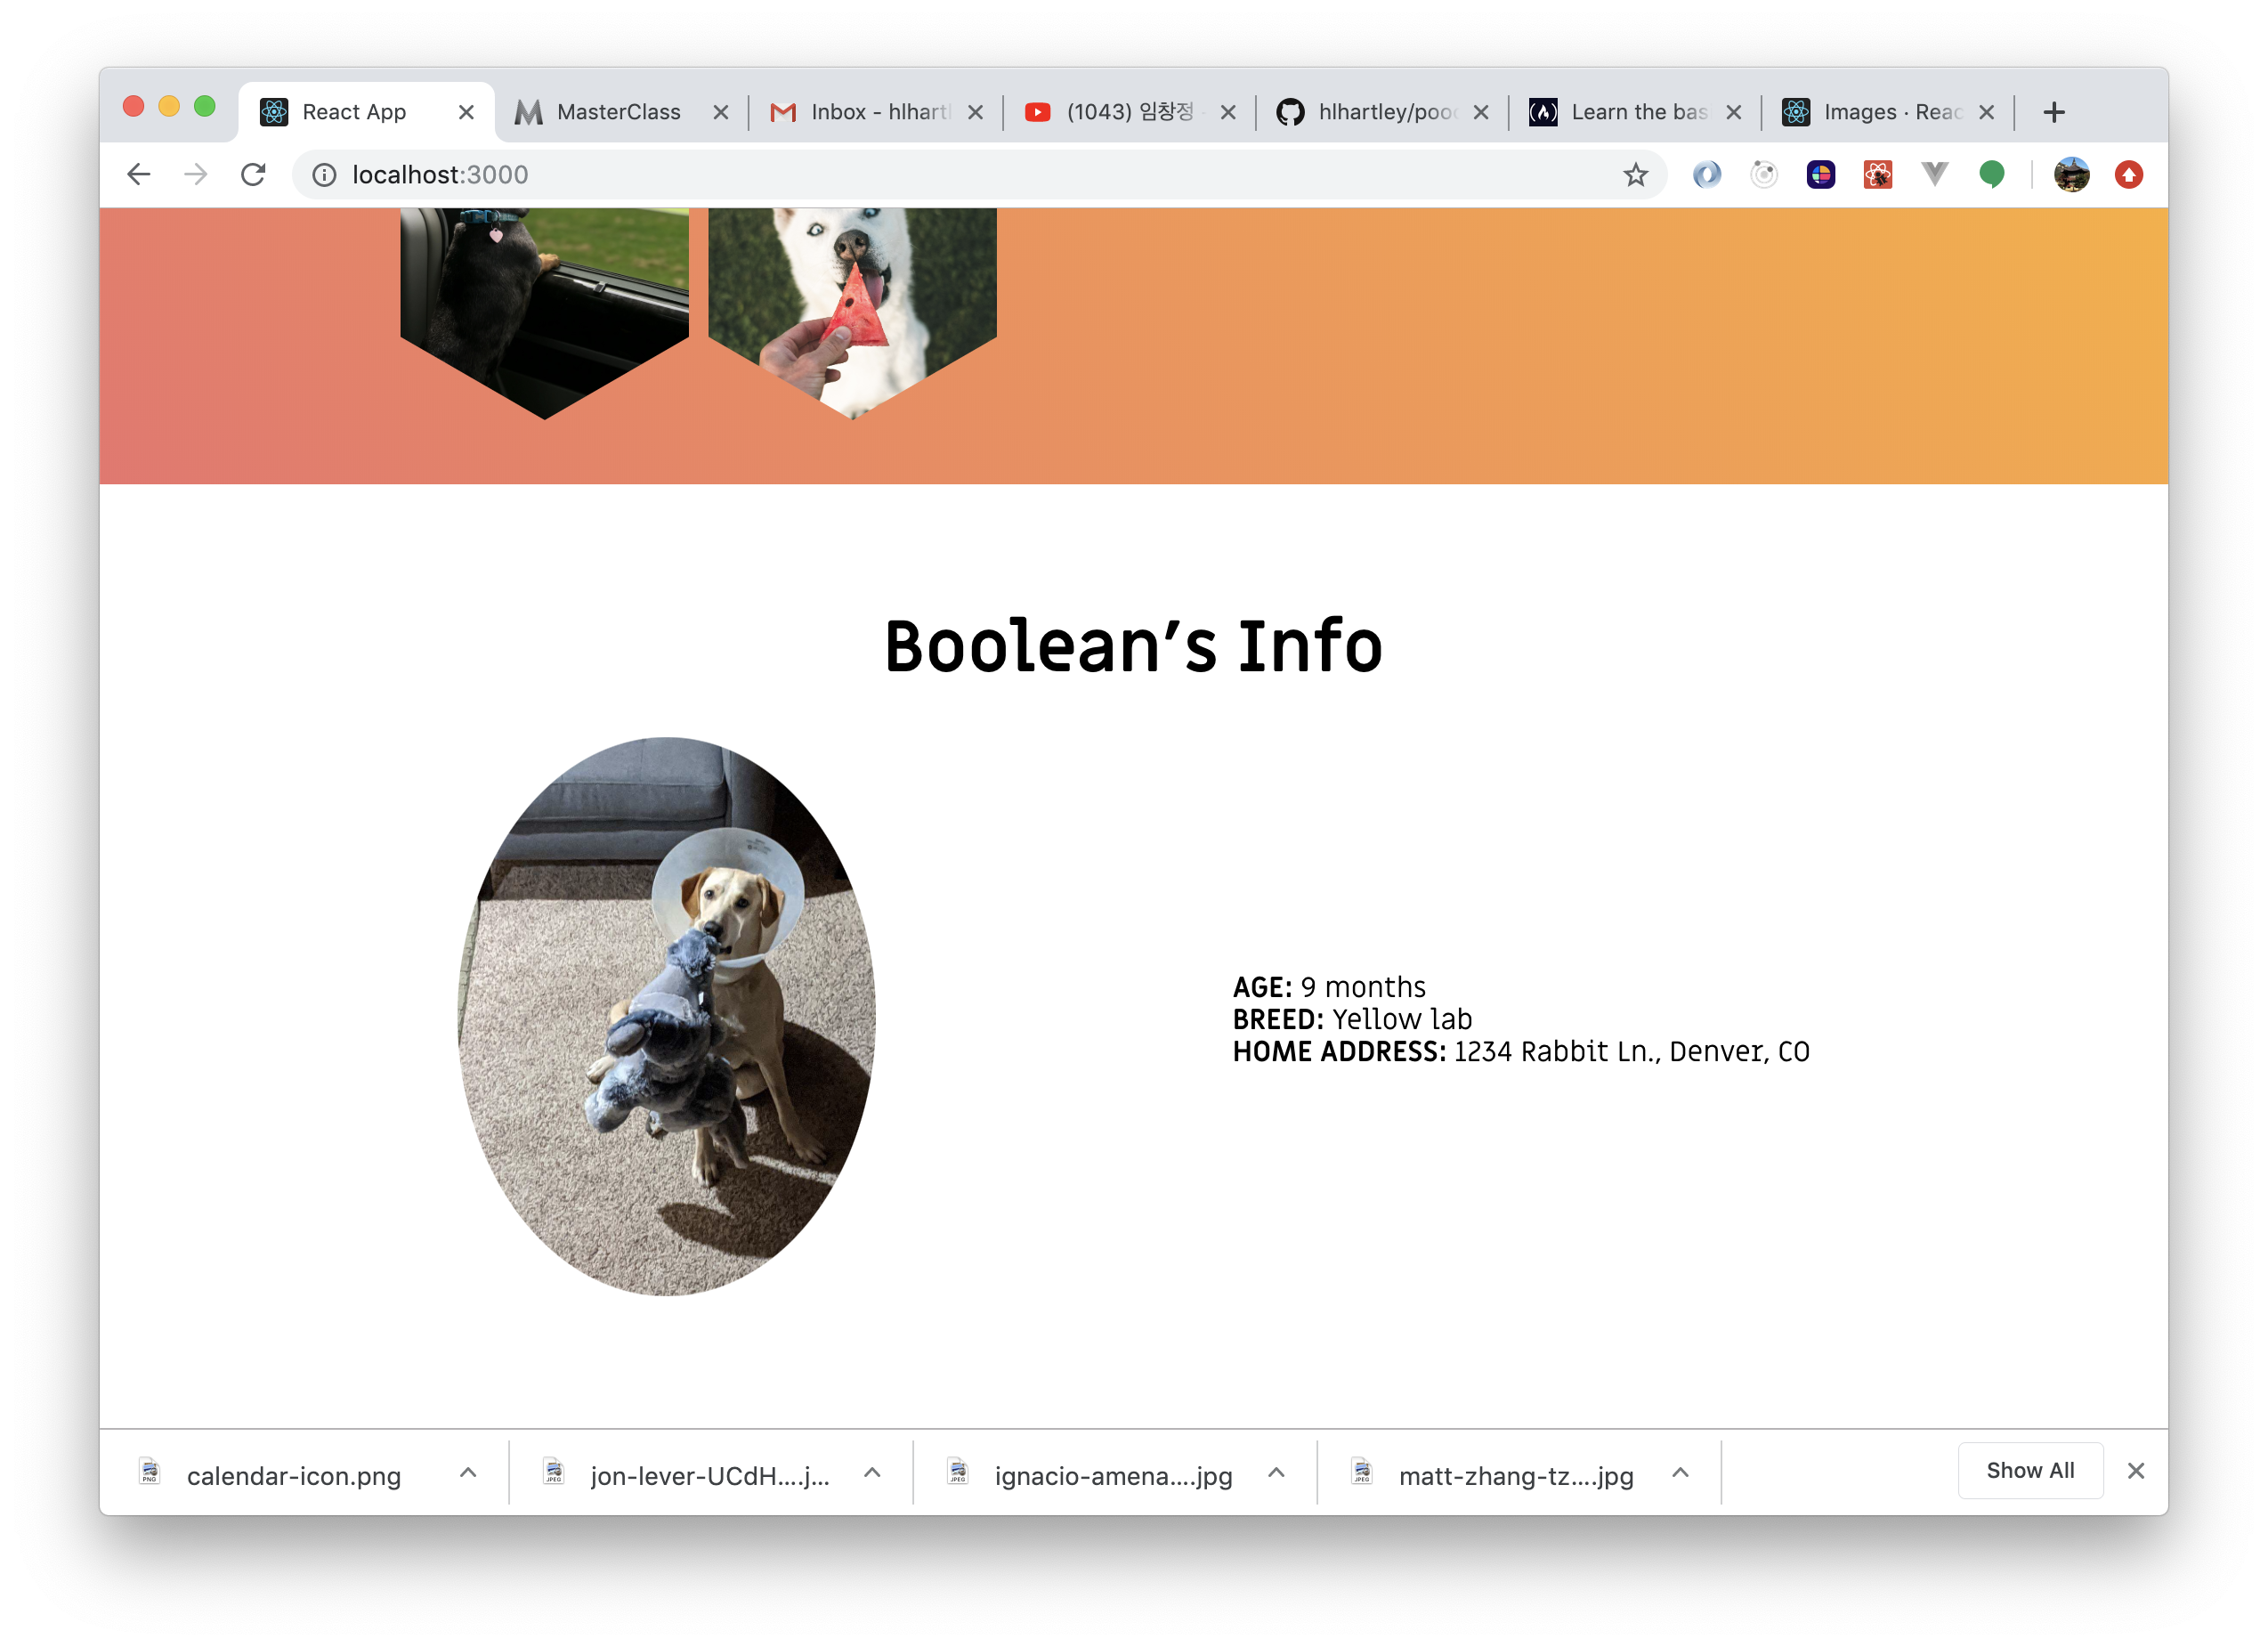 React App
MasterClass
Inbox - hlhart
(1043) 임창정 -
hlhartley/pooc
Learn the bas
Images · Reac
localhost:3000
Boolean's Info
AGE: 9 months
BREED: Yellow lab
HOME ADDRESS: 1234 Rabbit Ln., Denver, CO
calendar-icon.png
jon-lever-UCdH....j...
ignacio-amena....jpg
matt-zhang-tz....jpg
Show All